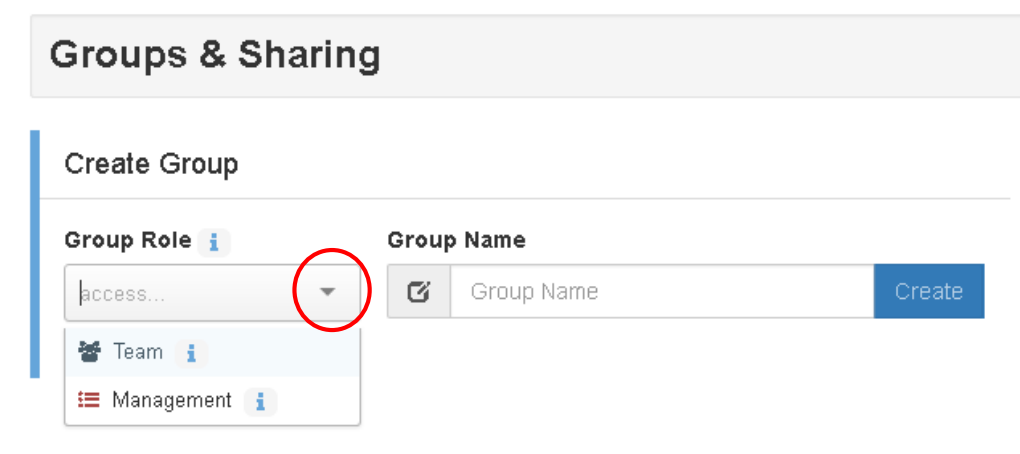 Groups & Sharing
Create Group
Group Role i
Group Name
access...
Group Name
Create
Team i
Management i